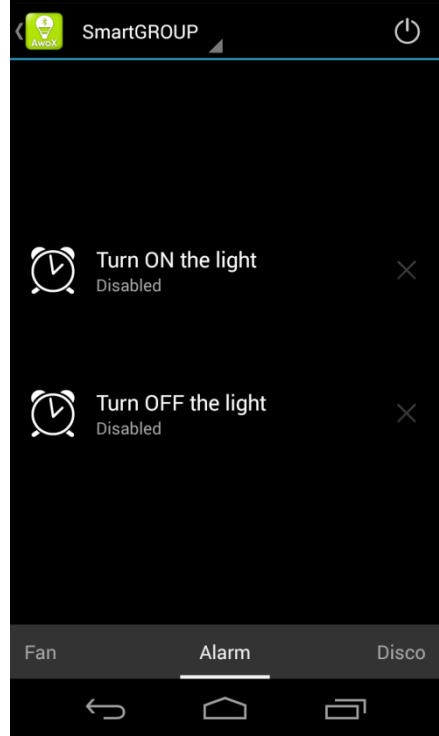 AwoX
SmartGROUP
Turn ON the light
Disabled
Turn OFF the light
Disabled
Fan Alarm Disco